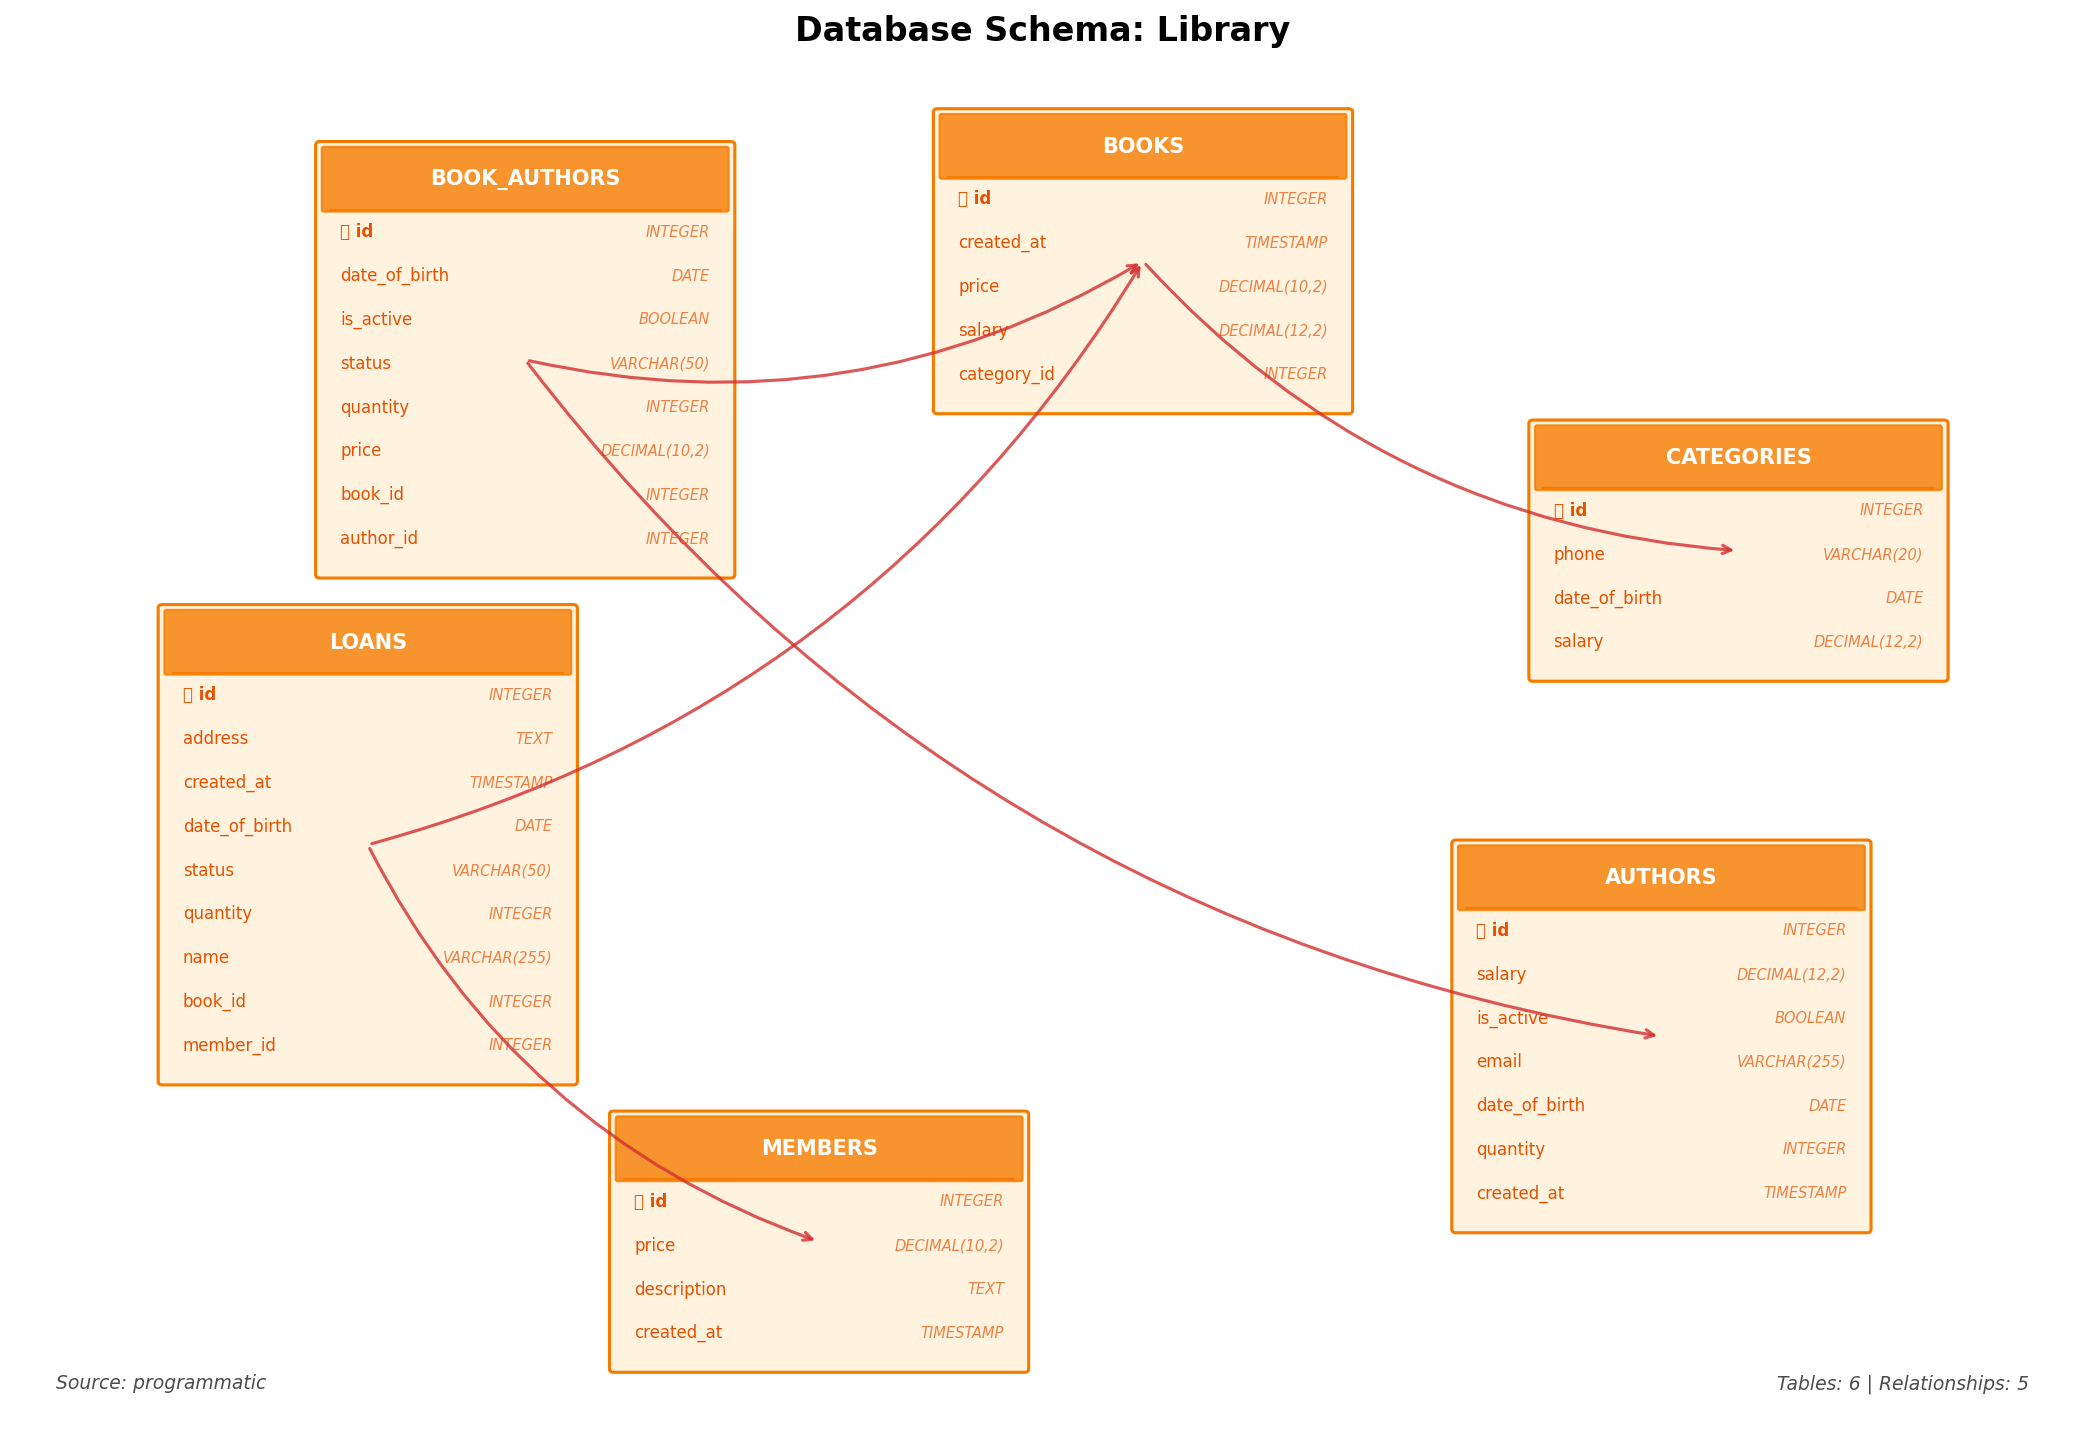 Database Schema: Library
BOOK_AUTHORS
id INTEGER
date_of_birth DATE
is_active BOOLEAN
status VARCHAR(50)
quantity INTEGER
price DECIMAL(10,2)
book_id INTEGER
author_id INTEGER
BOOKS
id INTEGER
created_at TIMESTAMP
price DECIMAL(10,2)
salary DECIMAL(12,2)
category_id INTEGER
CATEGORIES
id INTEGER
phone VARCHAR(20)
date_of_birth DATE
salary DECIMAL(12,2)
LOANS
id INTEGER
address TEXT
created_at TIMESTAMP
date_of_birth DATE
status VARCHAR(50)
quantity INTEGER
name VARCHAR(255)
book_id INTEGER
member_id INTEGER
AUTHORS
id INTEGER
salary DECIMAL(12,2)
is_active BOOLEAN
email VARCHAR(255)
date_of_birth DATE
quantity INTEGER
created_at TIMESTAMP
MEMBERS
id INTEGER
price DECIMAL(10,2)
description TEXT
created_at TIMESTAMP
Source: programmatic
Tables: 6 | Relationships: 5